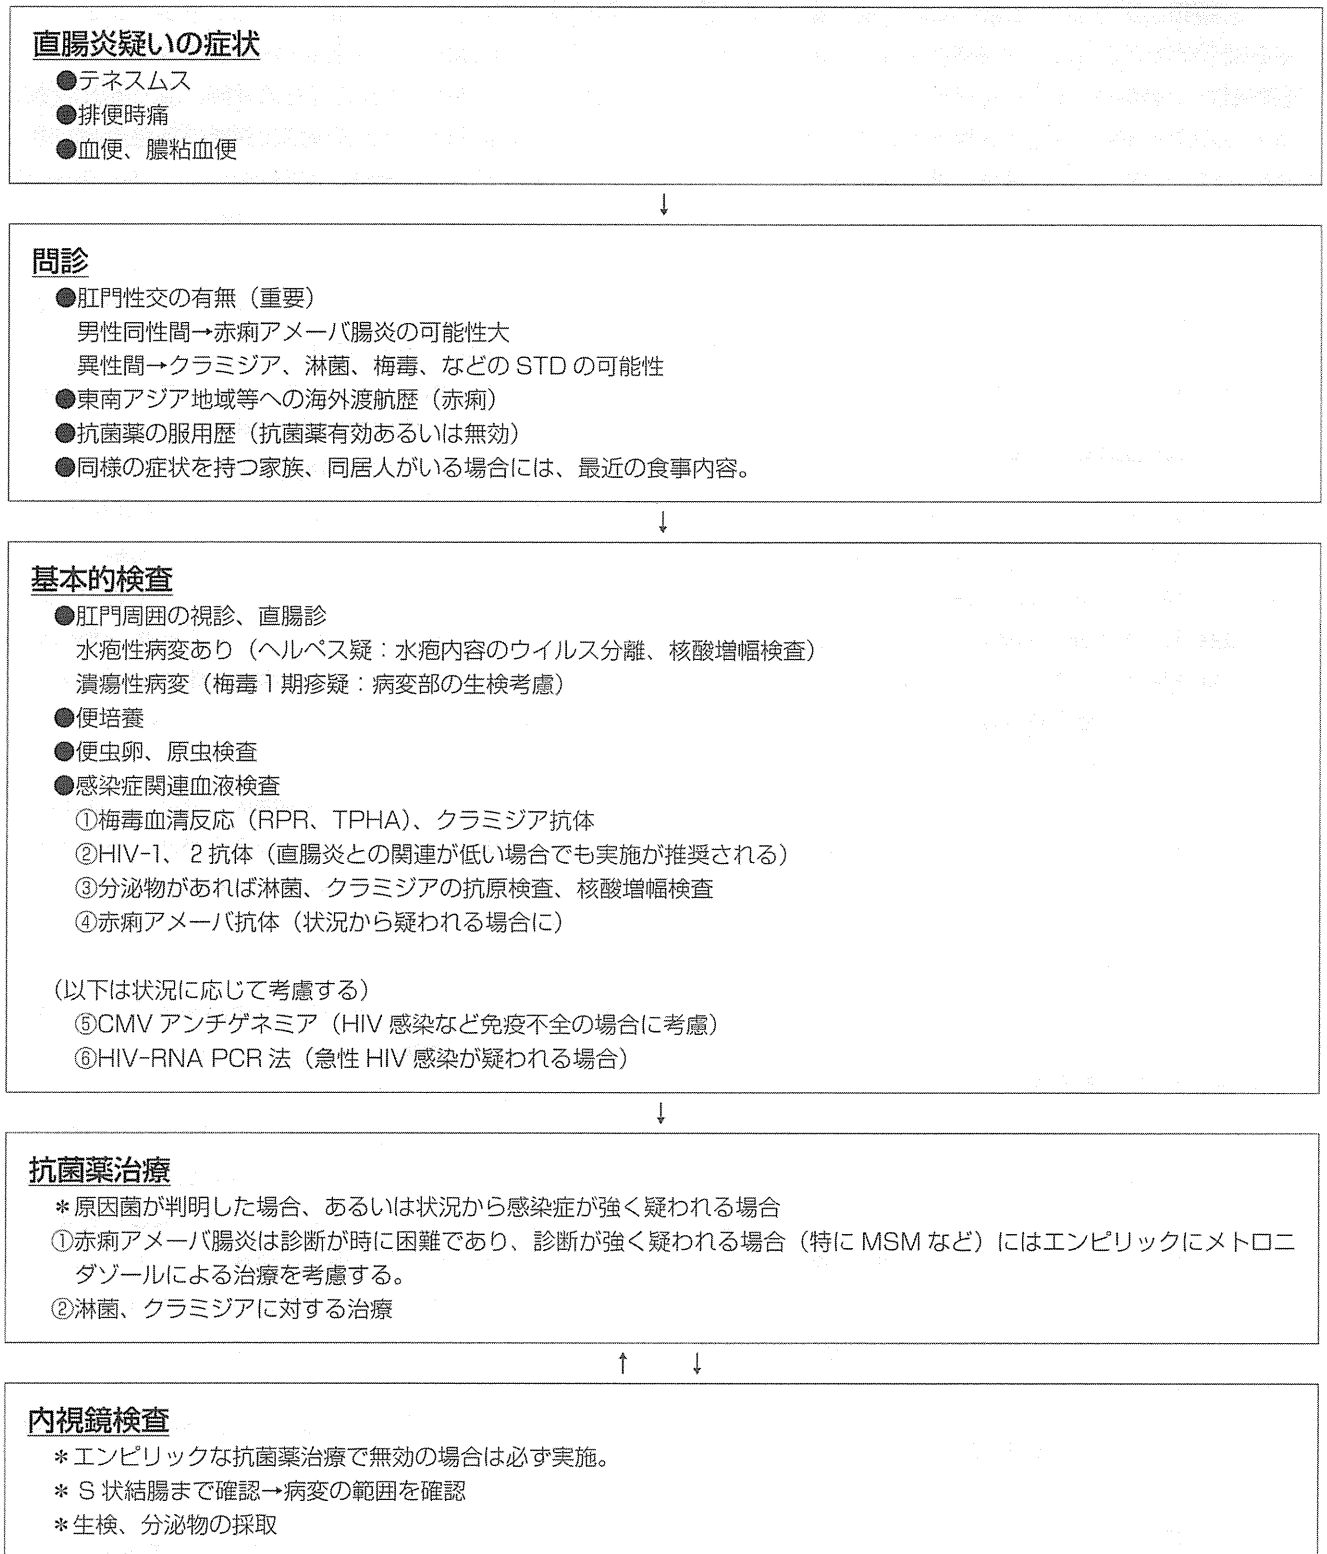 直腸炎疑いの症状
●テネスムス
●排便時痛
●血便、膿粘血便
↓
問診
●肛門性交の有無（重要）
男性同性間→赤痢アメーバ腸炎の可能性大
異性間→クラミジア、淋菌、梅毒、などの STD の可能性
●東南アジア地域等への海外渡航歴（赤痢）
●抗菌薬の服用歴（抗菌薬有効あるいは無効）
●同様の症状を持つ家族、同居人がいる場合には、最近の食事内容。
↓
基本的検査
●肛門周囲の視診、直腸診
水疱性病変あり（ヘルペス疑：水疱内容のウイルス分離、核酸増幅検査）
潰瘍性病変（梅毒１期疹疑：病変部の生検考慮）
●便培養
●便虫卵、原虫検査
●感染症関連血液検査
①梅毒血清反応（RPR、TPHA）、クラミジア抗体
②HIV-1、２抗体（直腸炎との関連が低い場合でも実施が推奨される）
③分泌物があれば淋菌、クラミジアの抗原検査、核酸増幅検査
④赤痢アメーバ抗体（状況から疑われる場合に）
（以下は状況に応じて考慮する）
⑤CMV アンチゲネミア（HIV 感染など免疫不全の場合に考慮）
⑥HIV-RNA PCR 法（急性 HIV 感染が疑われる場合）
↓
抗菌薬治療
＊原因菌が判明した場合、あるいは状況から感染症が強く疑われる場合
①赤痢アメーバ腸炎は診断が時に困難であり、診断が強く疑われる場合（特に MSM など）にはエンピリックにメトロニ
ダゾールによる治療を考慮する。
②淋菌、クラミジアに対する治療
↑ ↓
内視鏡検査
＊エンピリックな抗菌薬治療で無効の場合は必ず実施。
＊ S 状結腸まで確認→病変の範囲を確認
＊生検、分泌物の採取